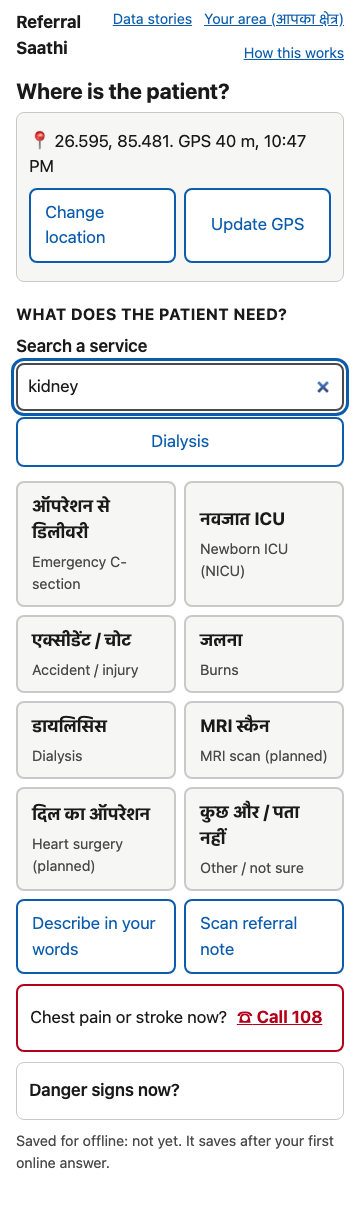 Referral Saathi
Data stories
Your area (आपका क्षेत्र)
How this works
Where is the patient?
📍 26.595, 85.481. GPS 40 m, 10:47
PM
Change
location
Update GPS
WHAT DOES THE PATIENT NEED?
Search a service
kidney
×
Dialysis
ऑपरेशन से
डिलीवरी
Emergency C-
section
नवजात ICU
Newborn ICU
(NICU)
एक्सीडेंट / चोट
Accident / injury
जलना
Burns
डायलिसिस
Dialysis
MRI स्कैन
MRI scan (planned)
दिल का ऑपरेशन
Heart surgery
(planned)
कुछ और / पता
नहीं
Other / not sure
Describe in your
words
Scan referral
note
Chest pain or stroke now? ☎ Call 108
Danger signs now?
Saved for offline: not yet. It saves after your first
online answer.